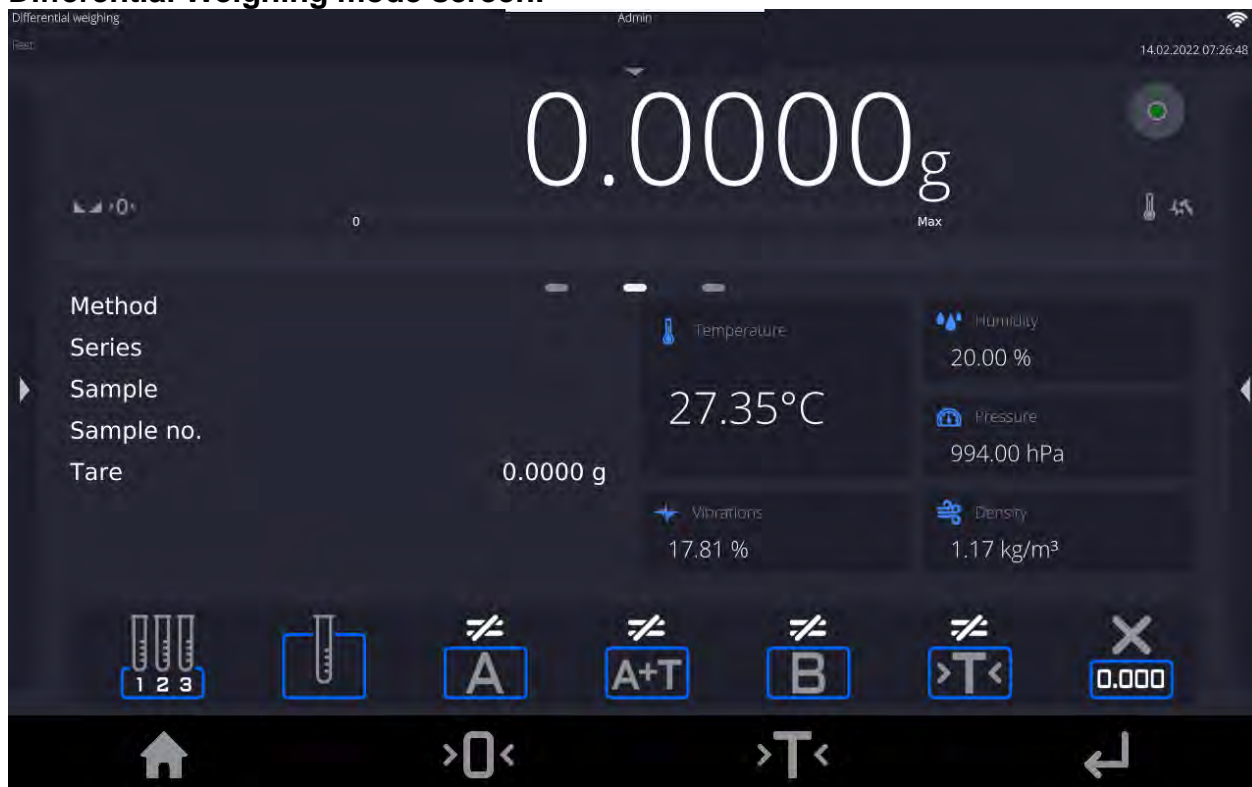 Differential Weighing Mode screen:
Differential weighing
Admin
Fast
14.02.2022 07:26:48
0.0000g
>0<
0
Max
Method
Series
Sample
Sample no.
Tare 0.0000 g
Temperature
27.35°C
Humidity
20.00 %
Pressure
994.00 hPa
Vibrations
17.81 %
Density
1.17 kg/m³
1 2 3
A
A+T
B
>T<
0.000
>0<
>T<